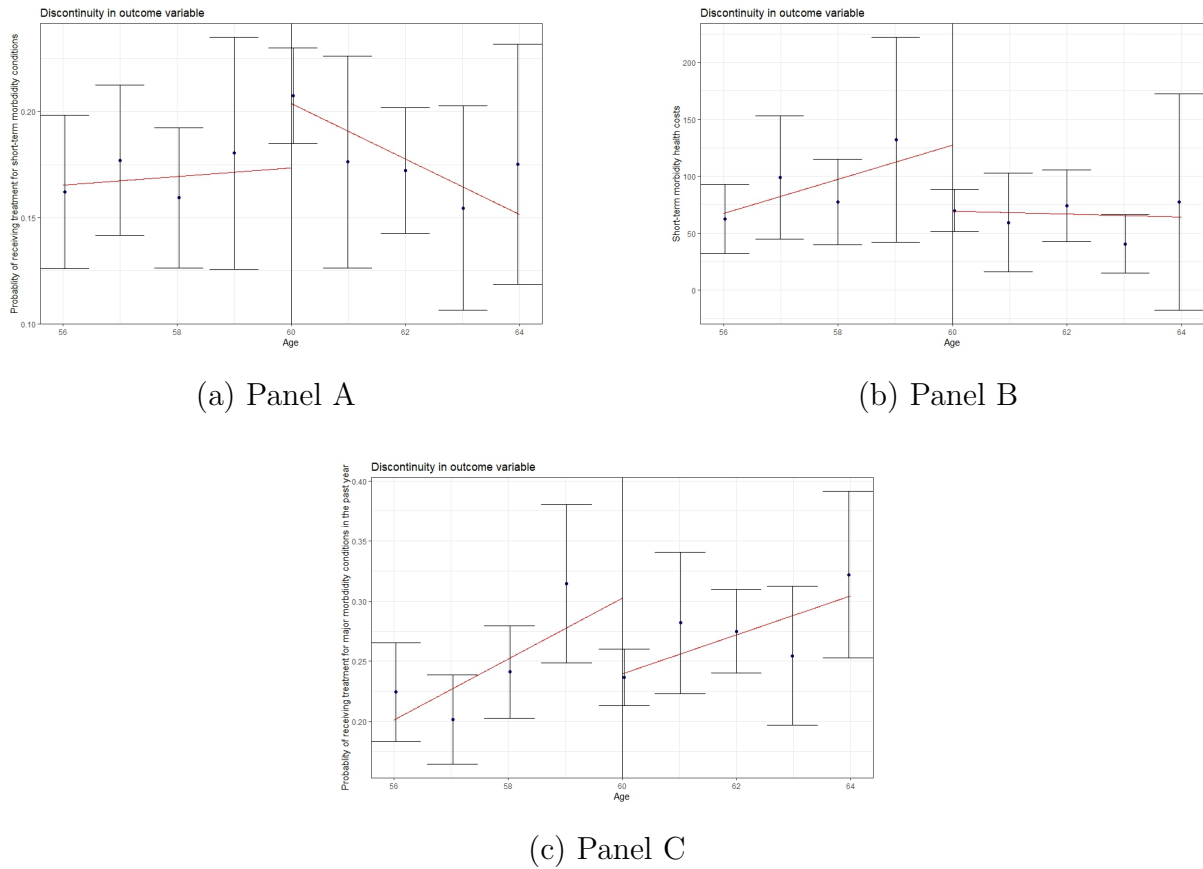 Discontinuity in outcome variable
Probablity of receiving treatment for short-term morbdidity conditions
0.20
0.15
0.10
56
58
60
62
64
Age
(a) Panel A
Discontinuity in outcome variable
Short-term morbidity health costs
200
150
100
50
0
56
58
60
62
64
Age
(b) Panel B
Discontinuity in outcome variable
Probablity of receiving treatment for major morbdidity conditions in the past year
0.40
0.35
0.30
0.25
0.20
56
58
60
62
64
Age
(c) Panel C